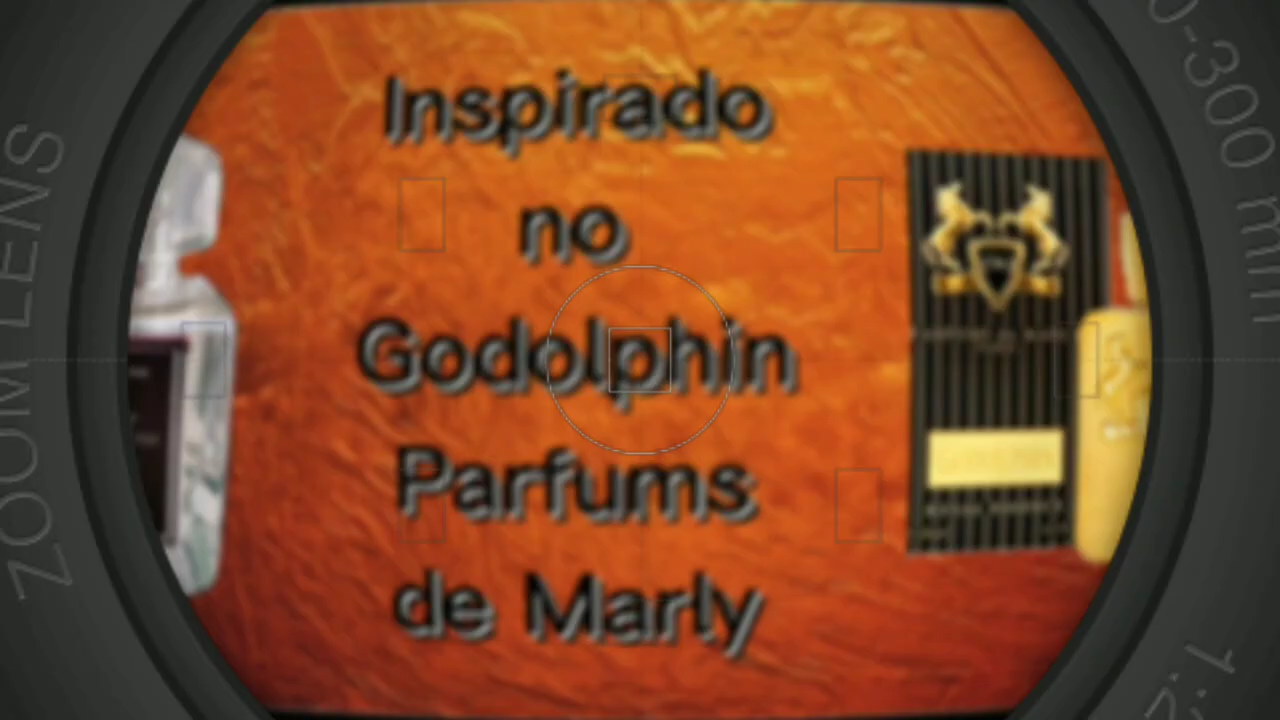 Inspirado
no
Godolphin
Parfums
de Marly
ZOOM LENS
0-300 mm